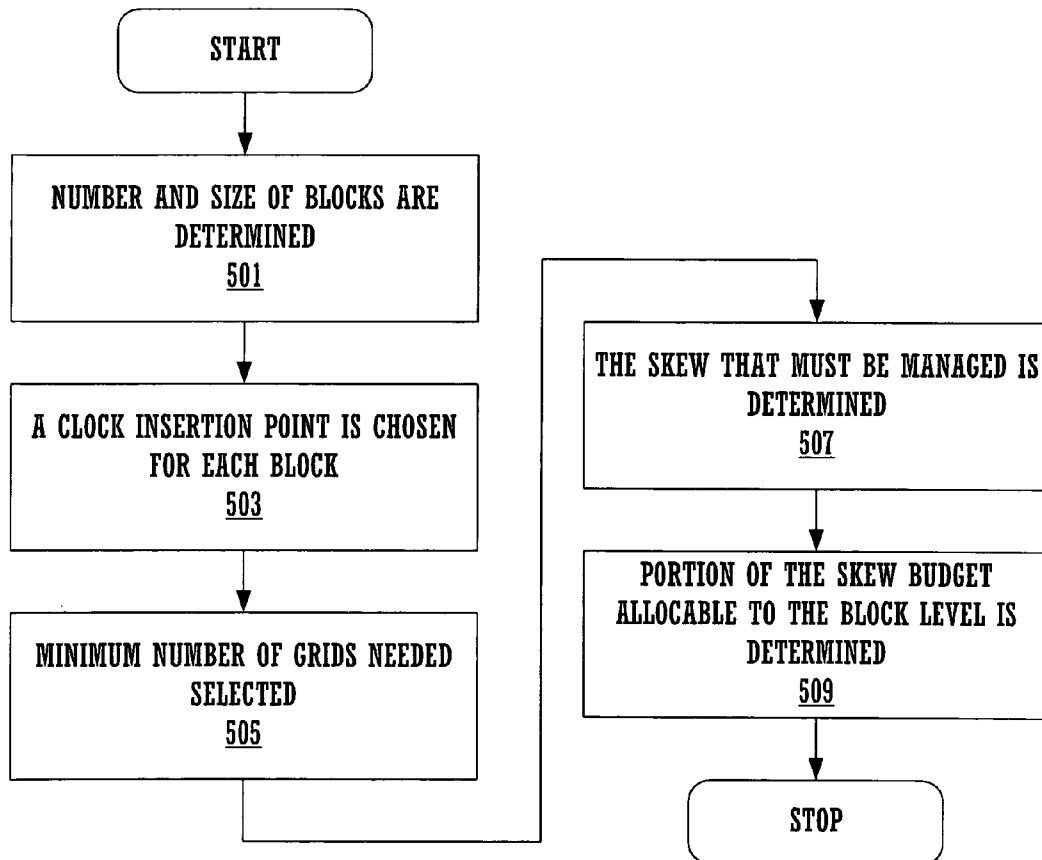 START
NUMBER AND SIZE OF BLOCKS ARE
DETERMINED
501
A CLOCK INSERTION POINT IS CHOSEN
FOR EACH BLOCK
503
MINIMUM NUMBER OF GRIDS NEEDED
SELECTED
505
THE SKEW THAT MUST BE MANAGED IS
DETERMINED
507
PORTION OF THE SKEW BUDGET
ALLOCABLE TO THE BLOCK LEVEL IS
DETERMINED
509
STOP